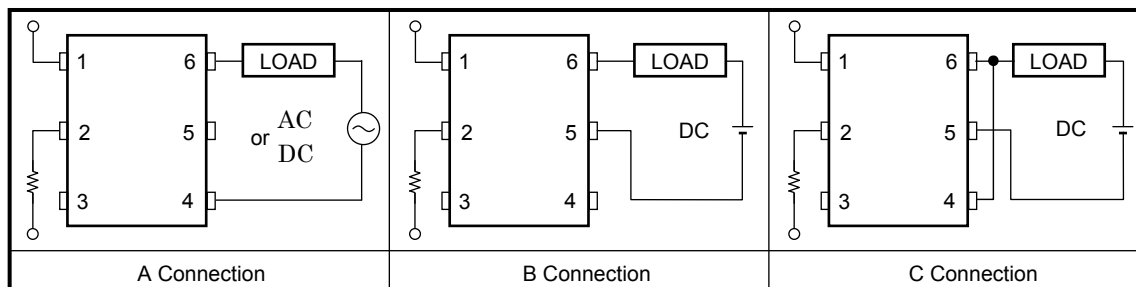 1 6 LOAD
2 5 or AC
DC
3 4
A Connection
1 6 LOAD
2 5 DC
3 4
B Connection
1 6 LOAD
2 5 DC
3 4
C Connection